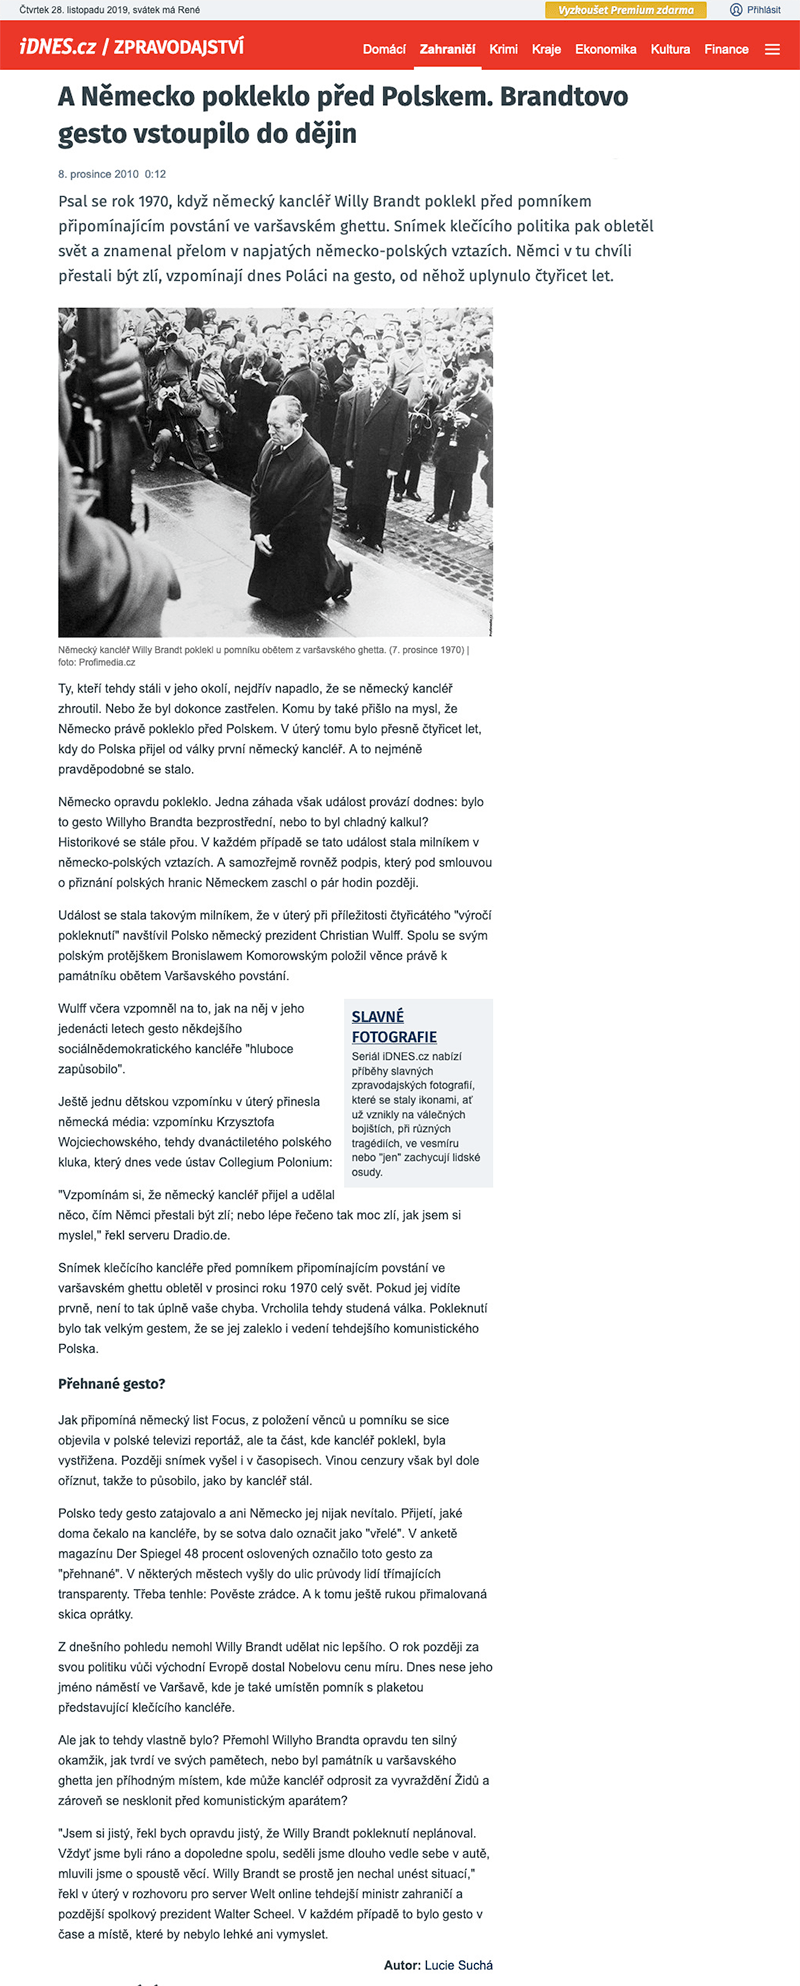 Čtvrtek 28. listopadu 2019, svátek má René
Vyzkoušet Premium zdarma
Přihlásit
iDNES.cz / ZPRAVODAJSTVÍ
Domácí Zahraničí Krimi Kraje Ekonomika Kultura Finance
A Německo pokleklo před Polskem. Brandtovo
gesto vstoupilo do dějin
8. prosince 2010 0:12
Psal se rok 1970, když německý kancléř Willy Brandt poklekl před pomníkem
připomínajícím povstání ve varšavském ghettu. Snímek klečícího politika pak obletěl
svět a znamenal přelom v napjatých německo-polských vztazích. Němci v tu chvíli
přestali být zlí, vzpomínají dnes Poláci na gesto, od něhož uplynulo čtyřicet let.
Německý kancléř Willy Brandt poklekl u pomníku obětem z varšavského ghetta. (7. prosince 1970) |
foto: Profimedia.cz
Ty, kteří tehdy stáli v jeho okolí, nejdřív napadlo, že se německý kancléř
zhroutil. Nebo že byl dokonce zastřelen. Komu by také přišlo na mysl, že
Německo právě pokleklo před Polskem. V úterý tomu bylo přesně čtyřicet let,
kdy do Polska přijel od války první německý kancléř. A to nejméně
pravděpodobné se stalo.
Německo opravdu pokleklo. Jedna záhada však událost provází dodnes: bylo
to gesto Willyho Brandta bezprostřední, nebo to byl chladný kalkul?
Historikové se stále přou. V každém případě se tato událost stala milníkem v
německo-polských vztazích. A samozřejmě rovněž podpis, který pod smlouvou
o přiznání polských hranic Německem zaschl o pár hodin později.
Událost se stala takovým milníkem, že v úterý při příležitosti čtyřicátého "výročí
pokleknutí" navštívil Polsko německý prezident Christian Wulff. Spolu se svým
polským protějškem Bronislawem Komorowským položil věnce právě k
památníku obětem Varšavského povstání.
Wulff včera vzpomněl na to, jak na něj v jeho
jedenácti letech gesto někdejšího
sociálnědemokratického kancléře "hluboce
zapůsobilo".
Ještě jednu dětskou vzpomínku v úterý přinesla
německá média: vzpomínku Krzysztofa
Wojciechowského, tehdy dvanáctiletého polského
kluka, který dnes vede ústav Collegium Polonium:
SLAVNÉ
FOTOGRAFIE
Seriál iDNES.cz nabízí
příběhy slavných
zpravodajských fotografií,
které se staly ikonami, ať
už vznikly na válečných
bojištích, při různých
tragédiích, ve vesmíru
nebo "jen" zachycují lidské
osudy.
"Vzpomínám si, že německý kancléř přijel a udělal
něco, čím Němci přestali být zlí; nebo lépe řečeno tak moc zlí, jak jsem si
myslel," řekl serveru Dradio.de.
Snímek klečícího kancléře před pomníkem připomínajícím povstání ve
varšavském ghettu obletěl v prosinci roku 1970 celý svět. Pokud jej vidíte
prvně, není to tak úplně vaše chyba. Vrcholila tehdy studená válka. Pokleknutí
bylo tak velkým gestem, že se jej zaleklo i vedení tehdejšího komunistického
Polska.
Přehnané gesto?
Jak připomíná německý list Focus, z položení věnců u pomníku se sice
objevila v polské televizi reportáž, ale ta část, kde kancléř poklekl, byla
vystřižena. Později snímek vyšel i v časopisech. Vinou cenzury však byl dole
oříznut, takže to působilo, jako by kancléř stál.
Polsko tedy gesto zatajovalo a ani Německo jej nijak nevítalo. Přijetí, jaké
doma čekalo na kancléře, by se sotva dalo označit jako "vřelé". V anketě
magazínu Der Spiegel 48 procent oslovených označilo toto gesto za
"přehnané". V některých městech vyšly do ulic průvody lidí třímajících
transparenty. Třeba tenhle: Pověste zrádce. A k tomu ještě rukou přimalovaná
skica oprátky.
Z dnešního pohledu nemohl Willy Brandt udělat nic lepšího. O rok později za
svou politiku vůči východní Evropě dostal Nobelovu cenu míru. Dnes nese jeho
jméno náměstí ve Varšavě, kde je také umístěn pomník s plaketou
představující klečícího kancléře.
Ale jak to tehdy vlastně bylo? Přemohl Willyho Brandta opravdu ten silný
okamžik, jak tvrdí ve svých pamětech, nebo byl památník u varšavského
ghetta jen příhodným místem, kde může kancléř odprosit za vyvraždění Židů a
zároveň se nesklonit před komunistickým aparátem?
"Jsem si jistý, řekl bych opravdu jistý, že Willy Brandt pokleknutí neplánoval.
Vždyť jsme byli ráno a dopoledne spolu, seděli jsme dlouho vedle sebe v autě,
mluvili jsme o spoustě věcí. Willy Brandt se prostě jen nechal unést situací,"
řekl v úterý v rozhovoru pro server Welt online tehdejší ministr zahraničí a
pozdější spolkový prezident Walter Scheel. V každém případě to bylo gesto v
čase a místě, které by nebylo lehké ani vymyslet.
Autor: Lucie Suchá